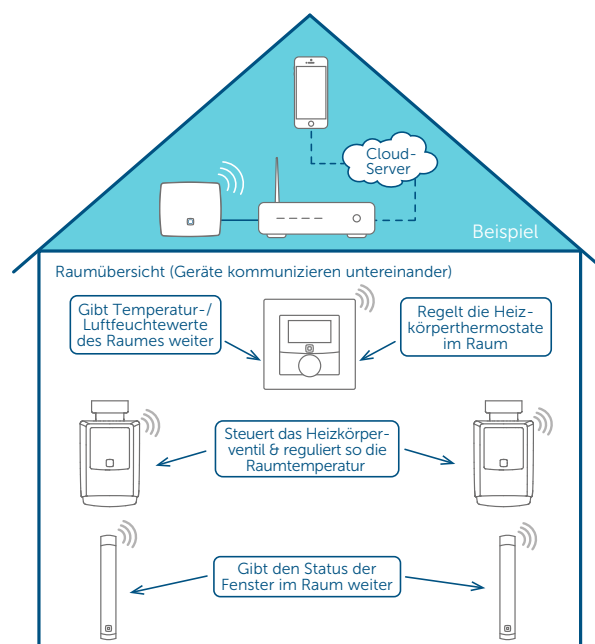 Cloud-
Server
Beispiel
Raumübersicht (Geräte kommunizieren untereinander)
Gibt Temperatur-/
Luftfeuchtewerte
des Raumes weiter
Regelt die Heiz-
körperthermostate
im Raum
Steuert das Heizkörper-
ventil & reguliert so die
Raumtemperatur
Gibt den Status der
Fenster im Raum weiter